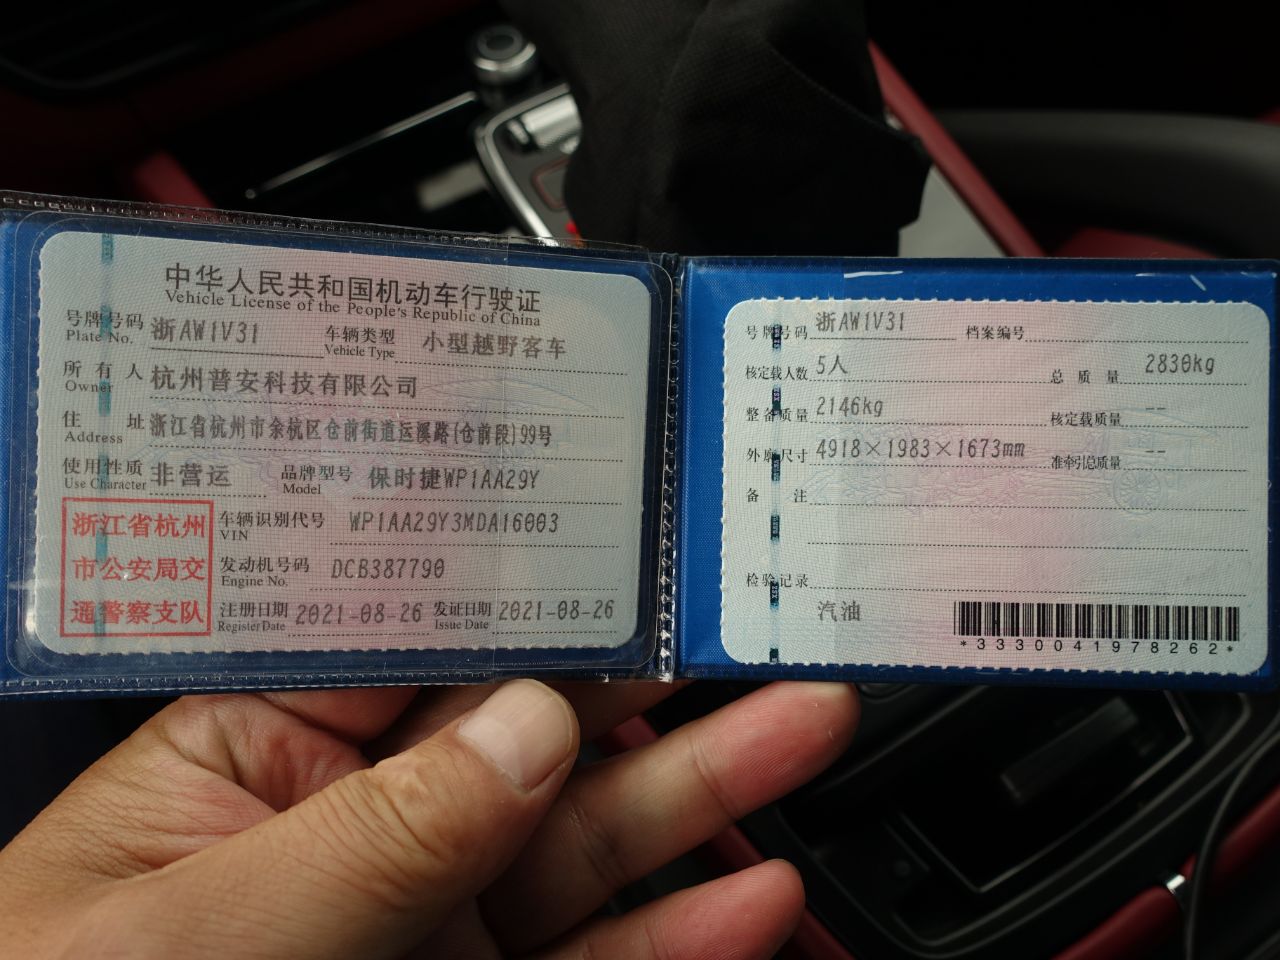 中华人民共和国机动车行驶证
Vehicle License of the People's Republic of China
号牌号码 浙AW1V31 车辆类型 小型越野客车
Plate No. Vehicle Type
所有人 杭州普安科技有限公司
Owner
住址 浙江省杭州市余杭区仓前街道运溪路(仓前段)99号
Address
使用性质 非营运 品牌型号 保时捷WP1AA29Y
Use Character Model
浙江省杭州
市公安局交
通警察支队
车辆识别代号 WP1AA29Y3MDA16003
VIN
发动机号码 DCB387790
Engine No.
注册日期 2021-08-26 发证日期 2021-08-26
Register Date Issue Date
号牌号码 浙AW1V31 档案编号
核定载人数 5人 总质量 2830kg
整备质量 2146kg 核定载质量 --
外廓尺寸 4918×1983×1673mm 准牵引总质量 --
备注
检验记录
汽油
*3330041978262*